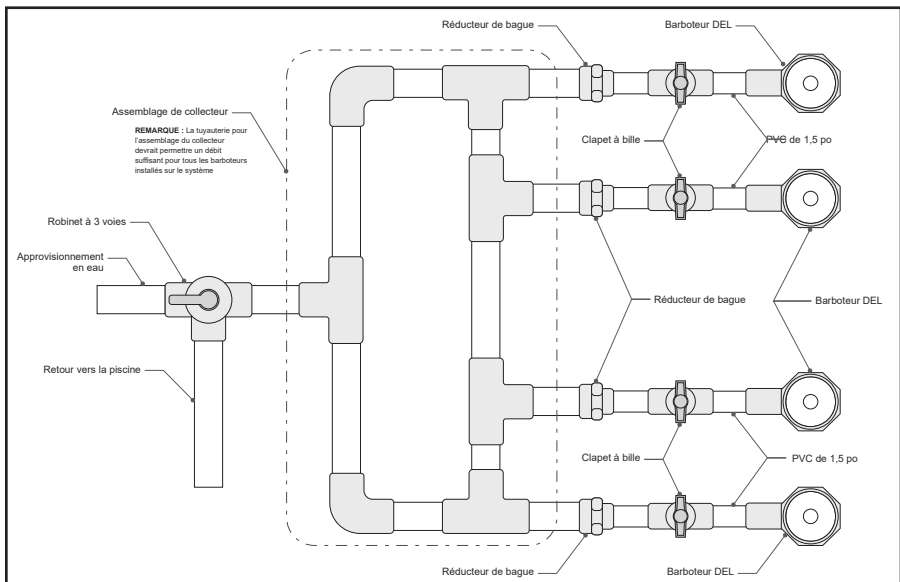 Réducteur de bague
Barboteur DEL
Assemblage de collecteur
REMARQUE : La tuyauterie pour
l'assemblage du collecteur
devrait permettre un débit
suffisant pour tous les barboteurs
installés sur le système
Clapet à bille
PVC de 1,5 po
Robinet à 3 voies
Approvisionnement
en eau
Réducteur de bague
Barboteur DEL
Retour vers la piscine
Clapet à bille
PVC de 1,5 po
Réducteur de bague
Barboteur DEL